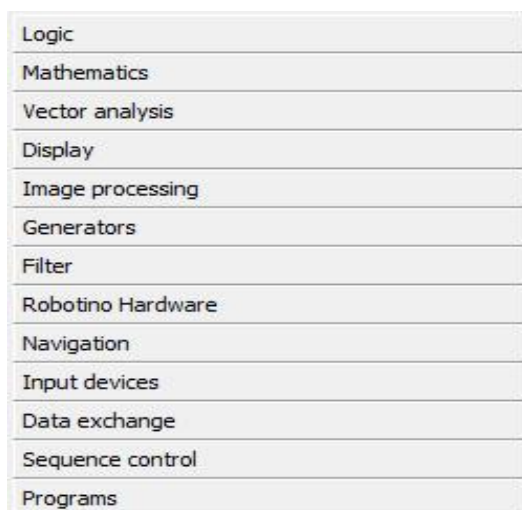 Logic
Mathematics
Vector analysis
Display
Image processing
Generators
Filter
Robotino Hardware
Navigation
Input devices
Data exchange
Sequence control
Programs